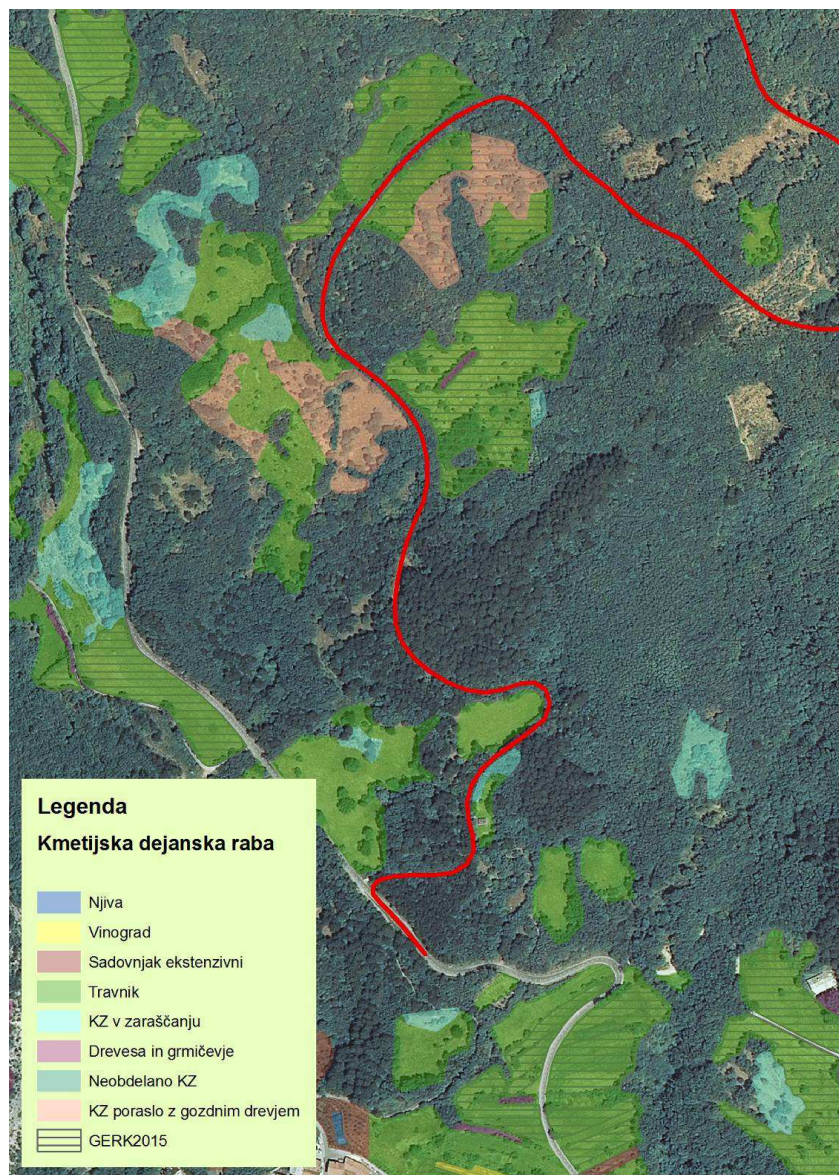 Legenda
Kmetijska dejanska raba
Njiva
Vinograd
Sadovnjak ekstenzivni
Travnik
KZ v zaraščanju
Drevesa in grmičevje
Neobdelano KZ
KZ poraslo z gozdnim drevjem
GERK2015